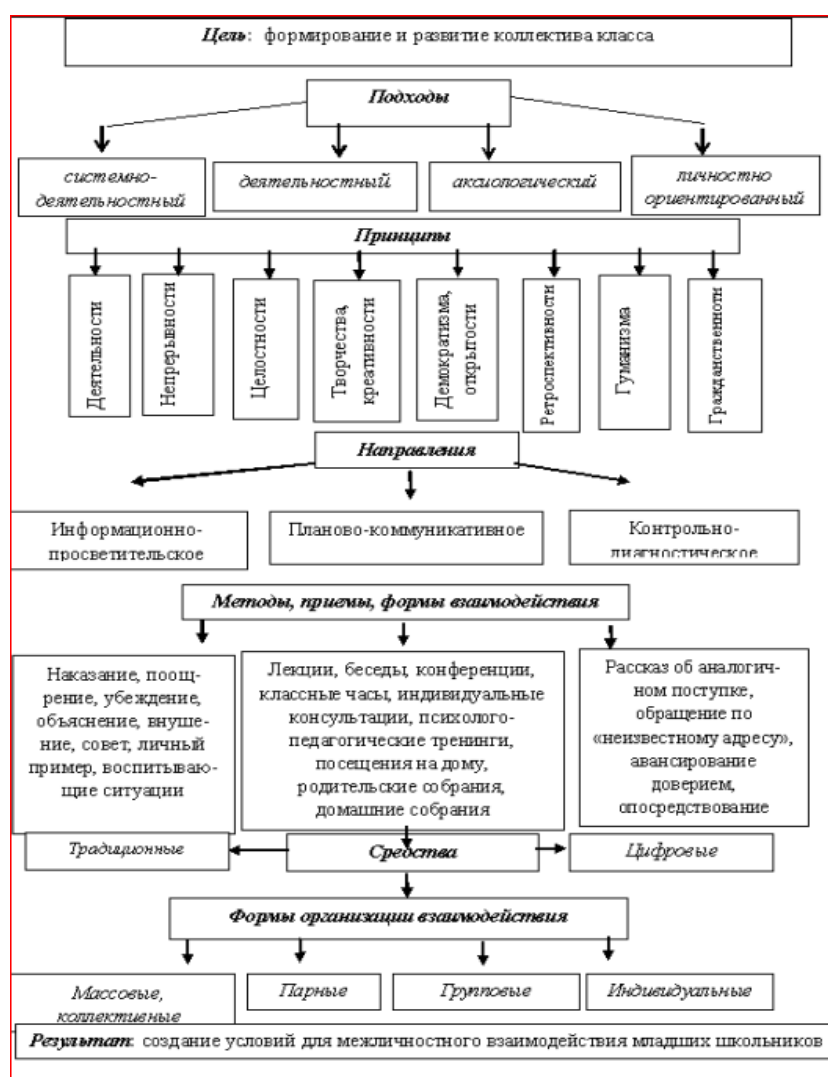 Цель: формирование и развитие коллектива класса
Подходы
системно-
деятельностный
деятельностный
аксиологический
личностно
ориентированный
Принципы
Деятельности
Непрерывности
Целостности
Творчества,
креативности
Демократизма,
открытости
Ретроспективности
Гуманизма
Гражданственноти
Направления
Информационно-
просветительское
Планово-коммуникативное
Контрольно-
диагностическое
Методы, приемы, формы взаимодействия
Наказание, поощ-
рение, убеждение,
объяснение, внуше-
ние, совет, личный
пример, воспитываю-
щие ситуации
Лекции, беседы, конференции,
классные часы, индивидуальные
консультации, психолого-
педагогические тренинги,
посещения на дому,
родительские собрания,
домашние собрания
Рассказ об аналогич-
ном поступке,
обращение по
«неизвестному адресу»,
авансирование
доверием,
опосредствование
Традиционные
Средства
Цифровые
Формы организации взаимодействия
Массовые,
коллективные
Парные
Групповые
Индивидуальные
Результат: создание условий для межличностного взаимодействия младших школьников